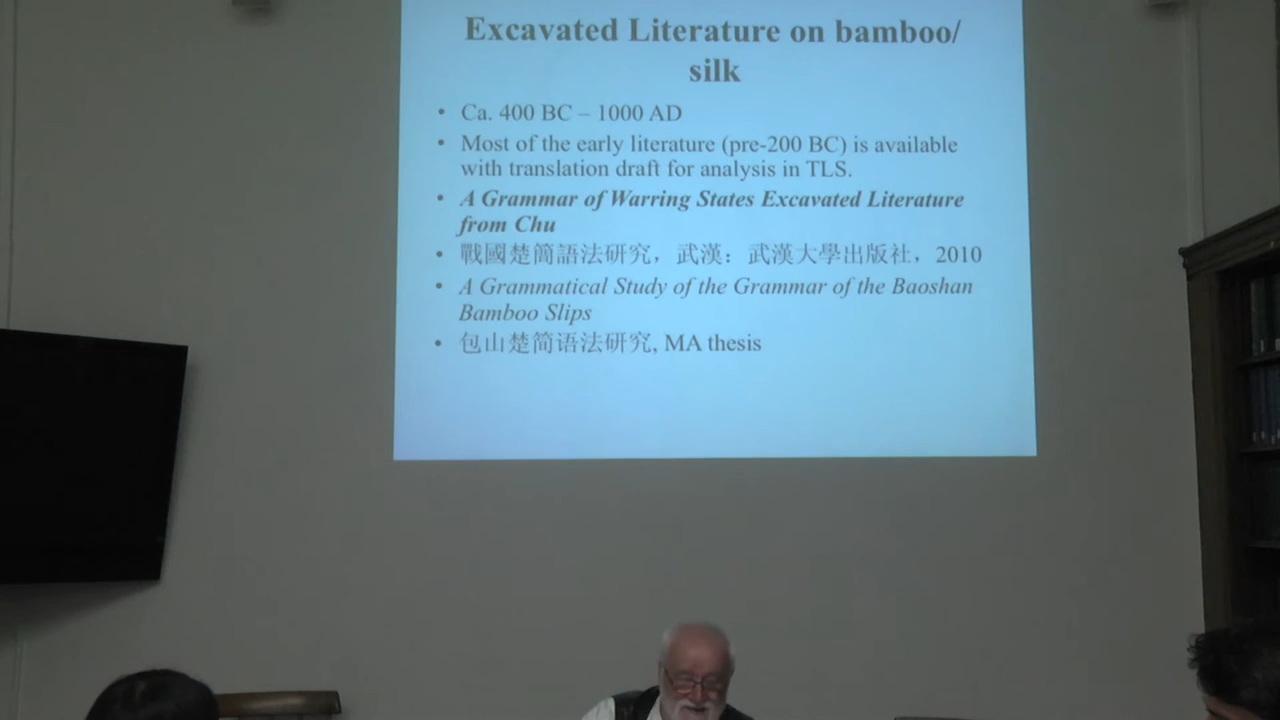 Excavated Literature on bamboo/
silk
• Ca. 400 BC – 1000 AD
• Most of the early literature (pre-200 BC) is available
with translation draft for analysis in TLS.
• A Grammar of Warring States Excavated Literature
from Chu
• 戰國楚簡語法研究，武漢：武漢大學出版社，2010
• A Grammatical Study of the Grammar of the Baoshan
Bamboo Slips
• 包山楚简语法研究, MA thesis